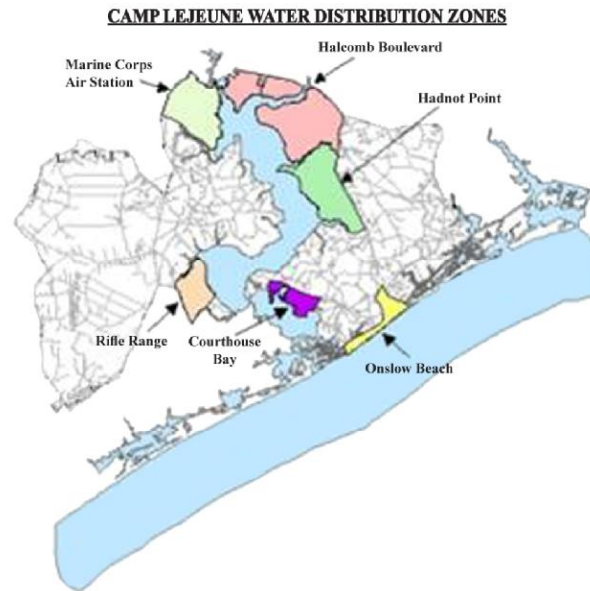 CAMP LEJEUNE WATER DISTRIBUTION ZONES
Halcomb Boulevard
Marine Corps
Air Station
Hadnot Point
Rifle Range
Courthouse
Bay
Onslow Beach